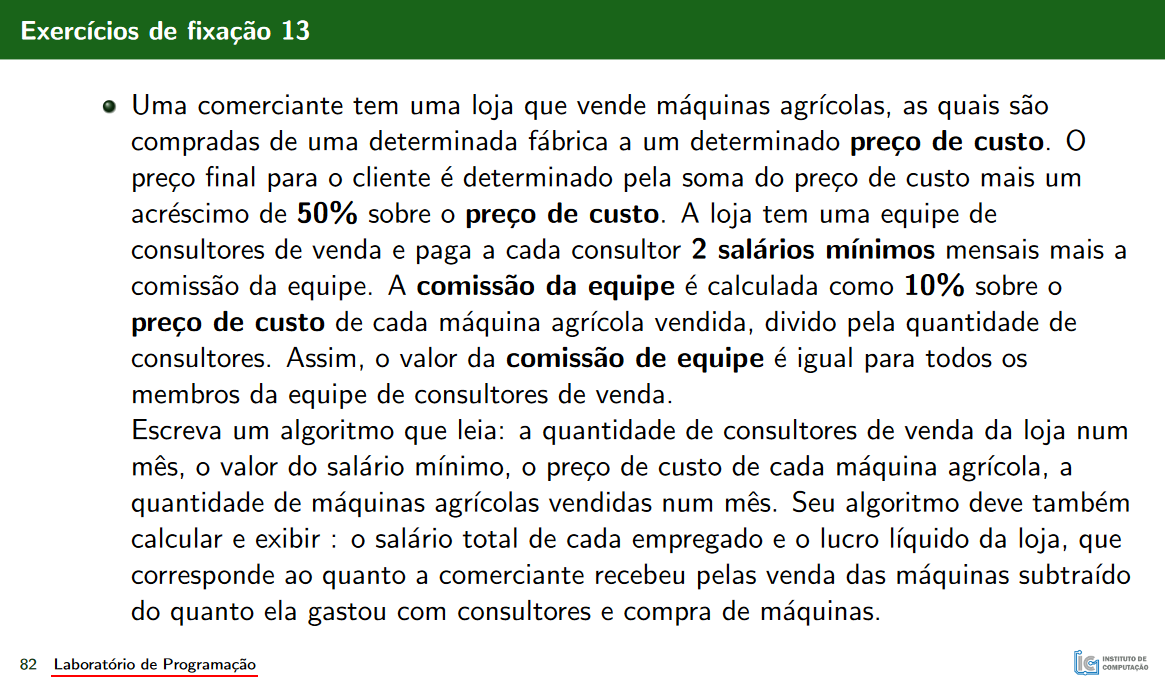 Exercícios de fixação 13
Uma comerciante tem uma loja que vende máquinas agrícolas, as quais são
compradas de uma determinada fábrica a um determinado preço de custo. O
preço final para o cliente é determinado pela soma do preço de custo mais um
acréscimo de 50% sobre o preço de custo. A loja tem uma equipe de
consultores de venda e paga a cada consultor 2 salários mínimos mensais mais a
comissão da equipe. A comissão da equipe é calculada como 10% sobre o
preço de custo de cada máquina agrícola vendida, divido pela quantidade de
consultores. Assim, o valor da comissão de equipe é igual para todos os
membros da equipe de consultores de venda.
Escreva um algoritmo que leia: a quantidade de consultores de venda da loja num
mês, o valor do salário mínimo, o preço de custo de cada máquina agrícola, a
quantidade de máquinas agrícolas vendidas num mês. Seu algoritmo deve também
calcular e exibir : o salário total de cada empregado e o lucro líquido da loja, que
corresponde ao quanto a comerciante recebeu pelas venda das máquinas subtraído
do quanto ela gastou com consultores e compra de máquinas.
82 Laboratório de Programação
ic INSTITUTO DE
COMPUTAÇÃO